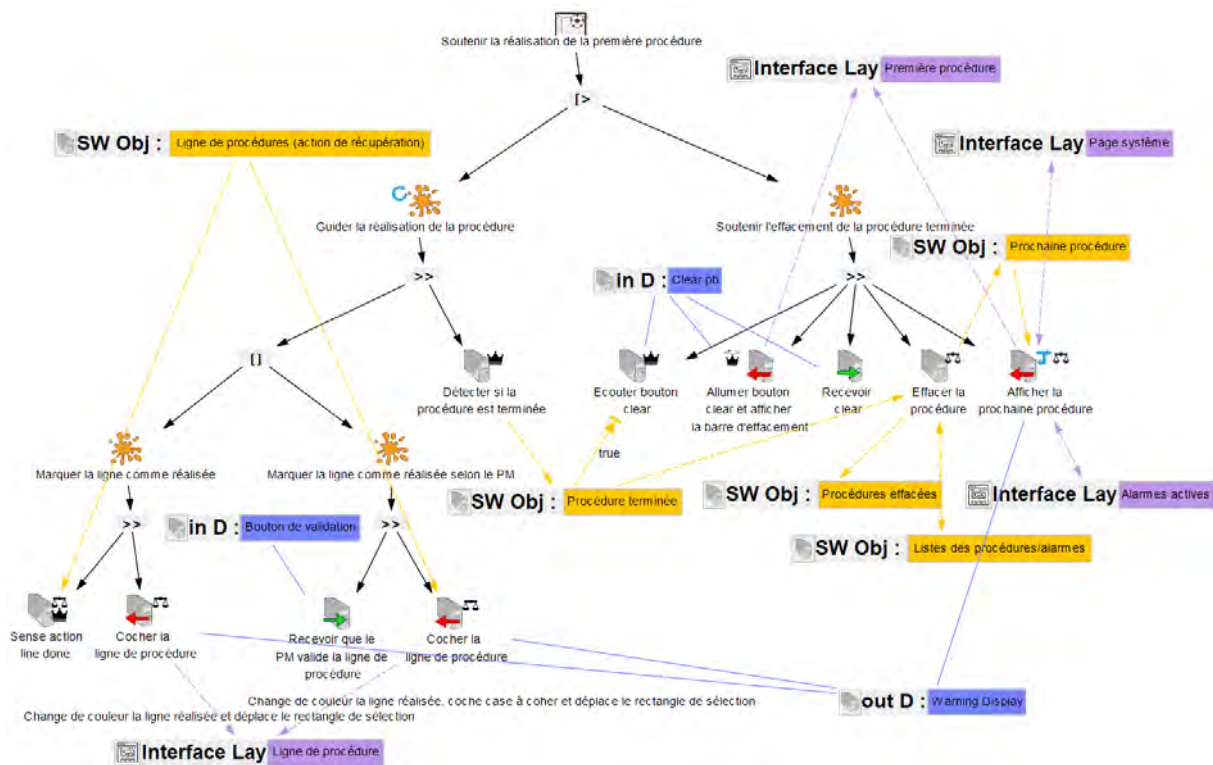 Soutenir la réalisation de la première procédure
Interface Lay Première procédure
[>
SW Obj : Ligne de procédures (action de récupération)
Interface Lay Page système
Guider la réalisation de la procédure
Soutenir l'effacement de la procédure terminée
SW Obj : Prochaine procédure
>>
in D : Clear pb
>>
[]
Détecter si la
procédure est terminée
Ecouter bouton
clear
Allumer bouton
clear et afficher
la barre d'effacement
Recevoir
clear
Effacer la
procédure
Afficher la
prochaine procédure
true
Marquer la ligne comme réalisée
Marquer la ligne comme réalisée selon le PM
SW Obj : Procédure terminée
SW Obj : Procédures effacées
Interface Lay Alarmes actives
>>
in D : Bouton de validation
>>
SW Obj : Listes des procédures/alarmes
Sense action
line done
Cocher la
ligne de procédure
Recevoir que le
PM valide la ligne de
procédure
Cocher la
ligne de procédure
Change de couleur la ligne réalisée, coche case à coher et déplace le rectangle de sélection
out D : Warning Display
Change de couleur la ligne réalisée et déplace le rectangle de sélection
Interface Lay Ligne de procédure